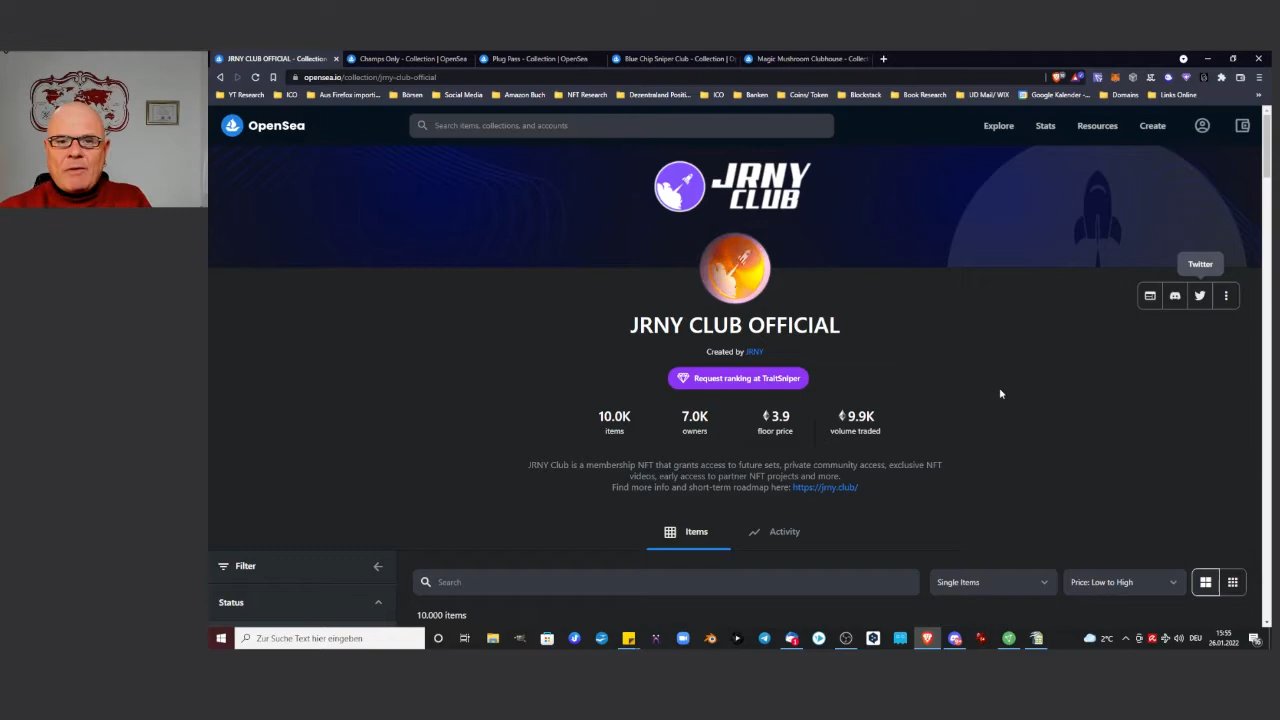 JRNY CLUB OFFICIAL - Collection
Champs Only - Collection | OpenSea
Plug Pass - Collection | OpenSea
Blue Chip Sniper Club - Collection | O
Magic Mushroom Clubhouse - Collec
opensea.io/collection/jrny-club-official
YT Research
ICO
Aus Firefox importi...
Börsen
Social Media
Amazon Buch
NFT Research
Dezentraland Positi...
ICO
Banken
Coins/ Token
Blockstack
Book Research
UD Mail/ WIX
Google Kalender -...
Domains
Links Online
OpenSea
Search items, collections, and accounts
Explore
Stats
Resources
Create
JRNY
CLUB
Twitter
JRNY CLUB OFFICIAL
Created by JRNY
Request ranking at TraitSniper
10.0K
7.0K
3.9
9.9K
items
owners
floor price
volume traded
JRNY Club is a membership NFT that grants access to future sets, private community access, exclusive NFT
videos, early access to partner NFT projects and more.
Find more info and short-term roadmap here: https://jrny.club/
Items
Activity
Filter
Search
Single Items
Price: Low to High
Status
10.000 items
Zur Suche Text hier eingeben
2°C
DEU
15:55
26.01.2022